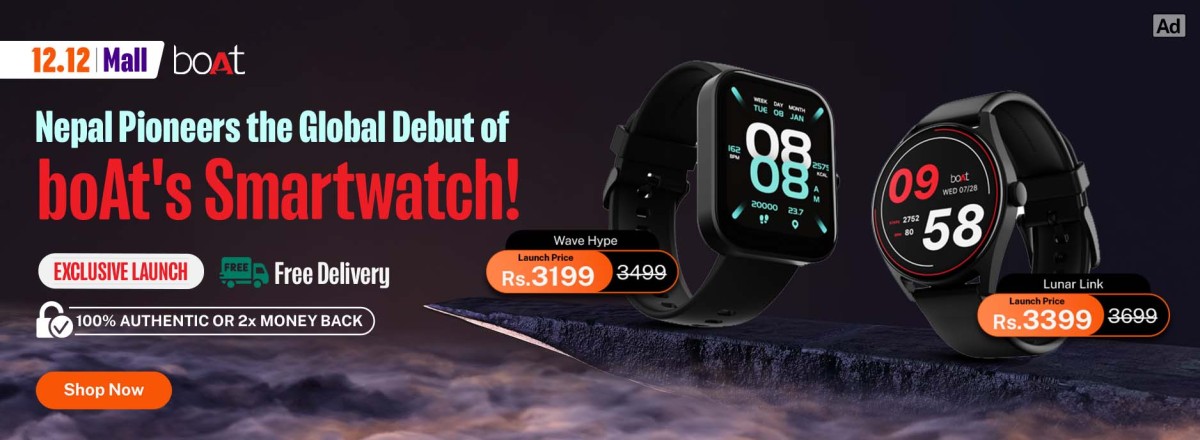 Ad
12.12 | Mall boAt
Nepal Pioneers the Global Debut of
boAt's Smartwatch!
EXCLUSIVE LAUNCH
FREE
Free Delivery
100% AUTHENTIC OR 2x MONEY BACK
Shop Now
WEEK DAY MONTH
TUE 08 JAN
08
162
BPM
08
257
KCAL
AM
20000 23.7
Wave Hype
Launch Price
Rs.3199 3499
09
boAt
WED 07/28
2752
80
58
Lunar Link
Launch Price
Rs.3399 3699